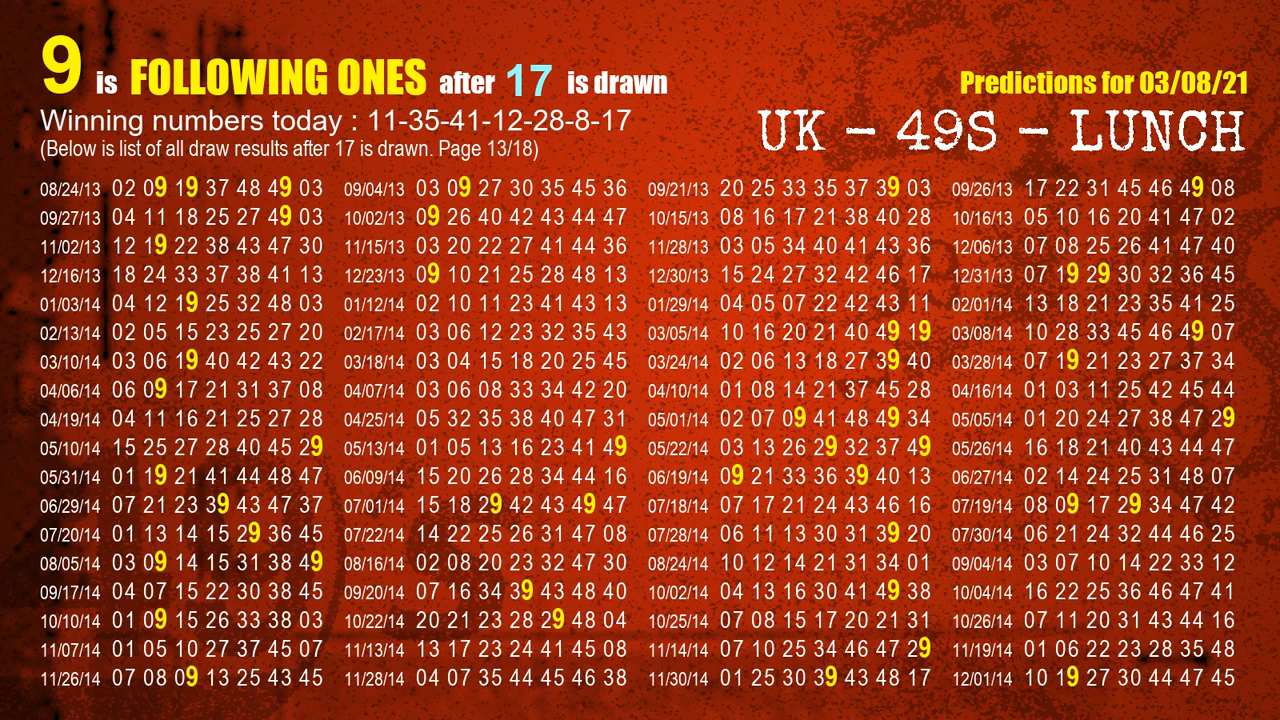 9 is FOLLOWING ONES after 17 is drawn
Predictions for 03/08/21
Winning numbers today : 11-35-41-12-28-8-17
UK - 49S - LUNCH
(Below is list of all draw results after 17 is drawn. Page 13/18)
08/24/13 02 09 19 37 48 49 03 09/04/13 03 09 27 30 35 45 36 09/21/13 20 25 33 35 37 39 03 09/26/13 17 22 31 45 46 49 08
09/27/13 04 11 18 25 27 49 03 10/02/13 09 26 40 42 43 44 47 10/15/13 08 16 17 21 38 40 28 10/16/13 05 10 16 20 41 47 02
11/02/13 12 19 22 38 43 47 30 11/15/13 03 20 22 27 41 44 36 11/28/13 03 05 34 40 41 43 36 12/06/13 07 08 25 26 41 47 40
12/16/13 18 24 33 37 38 41 13 12/23/13 09 10 21 25 28 48 13 12/30/13 15 24 27 32 42 46 17 12/31/13 07 19 29 30 32 36 45
01/03/14 04 12 19 25 32 48 03 01/12/14 02 10 11 23 41 43 13 01/29/14 04 05 07 22 42 43 11 02/01/14 13 18 21 23 35 41 25
02/13/14 02 05 15 23 25 27 20 02/17/14 03 06 12 23 32 35 43 03/05/14 10 16 20 21 40 49 19 03/08/14 10 28 33 45 46 49 07
03/10/14 03 06 19 40 42 43 22 03/18/14 03 04 15 18 20 25 45 03/24/14 02 06 13 18 27 39 40 03/28/14 07 19 21 23 27 37 34
04/06/14 06 09 17 21 31 37 08 04/07/14 03 06 08 33 34 42 20 04/10/14 01 08 14 21 37 45 28 04/16/14 01 03 11 25 42 45 44
04/19/14 04 11 16 21 25 27 28 04/25/14 05 32 35 38 40 47 31 05/01/14 02 07 09 41 48 49 34 05/05/14 01 20 24 27 38 47 29
05/10/14 15 25 27 28 40 45 29 05/13/14 01 05 13 16 23 41 49 05/22/14 03 13 26 29 32 37 49 05/26/14 16 18 21 40 43 44 47
05/31/14 01 19 21 41 44 48 47 06/09/14 15 20 26 28 34 44 16 06/19/14 09 21 33 36 39 40 13 06/27/14 02 14 24 25 31 48 07
06/29/14 07 21 23 39 43 47 37 07/01/14 15 18 29 42 43 49 47 07/18/14 07 17 21 24 43 46 16 07/19/14 08 09 17 29 34 47 42
07/20/14 01 13 14 15 29 36 45 07/22/14 14 22 25 26 31 47 08 07/28/14 06 11 13 30 31 39 20 07/30/14 06 21 24 32 44 46 25
08/05/14 03 09 14 15 31 38 49 08/16/14 02 08 20 23 32 47 30 08/24/14 10 12 14 21 31 34 01 09/04/14 03 07 10 14 22 33 12
09/17/14 04 07 15 22 30 38 45 09/20/14 07 16 34 39 43 48 40 10/02/14 04 13 16 30 41 49 38 10/04/14 16 22 25 36 46 47 41
10/10/14 01 09 15 26 33 38 03 10/22/14 20 21 23 28 29 48 04 10/25/14 07 08 15 17 20 21 31 10/26/14 07 11 20 31 43 44 16
11/07/14 01 05 10 27 37 45 07 11/13/14 13 17 23 24 41 45 08 11/14/14 07 10 25 34 46 47 29 11/19/14 01 06 22 23 28 35 48
11/26/14 07 08 09 13 25 43 45 11/28/14 04 07 35 44 45 46 38 11/30/14 01 25 30 39 43 48 17 12/01/14 10 19 27 30 44 47 45